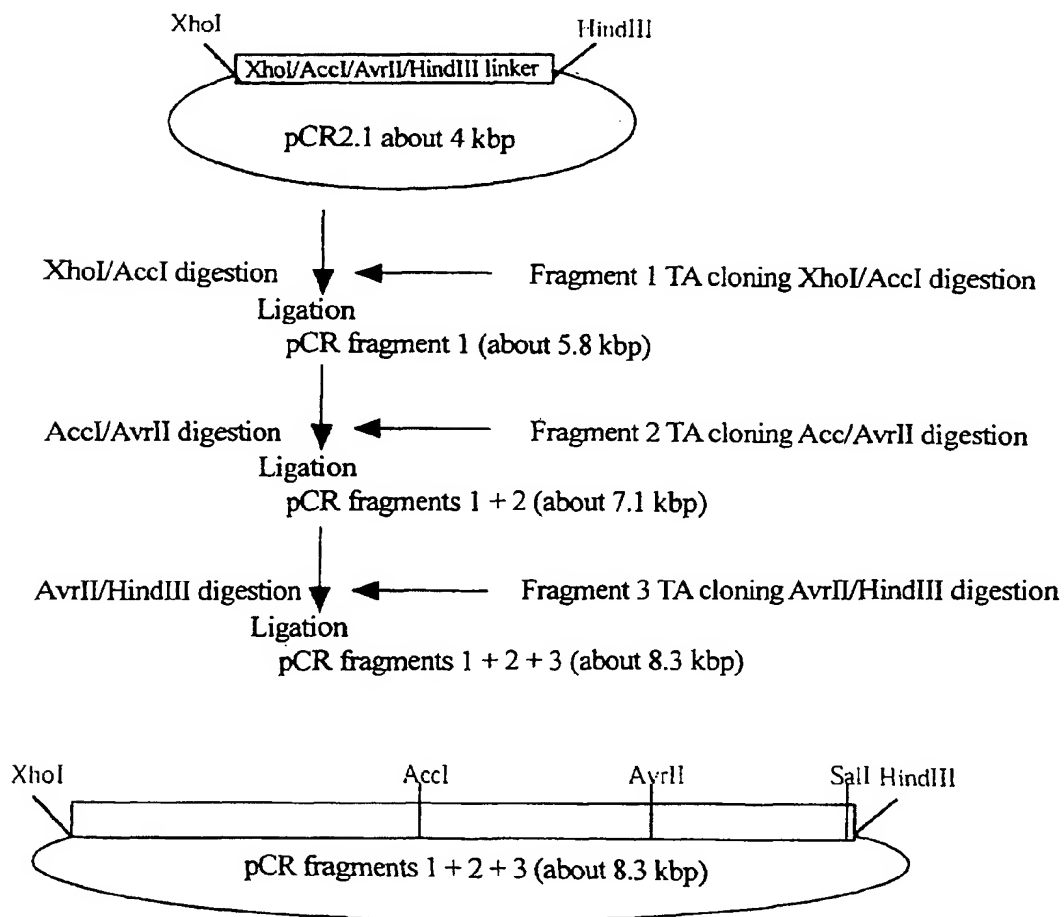 XhoI HindIII
XhoI/AccI/AvrII/HindIII linker
pCR2.1 about 4 kbp
XhoI/AccI digestion Fragment 1 TA cloning XhoI/AccI digestion
Ligation
pCR fragment 1 (about 5.8 kbp)
AccI/AvrII digestion Fragment 2 TA cloning Acc/AvrII digestion
Ligation
pCR fragments 1 + 2 (about 7.1 kbp)
AvrII/HindIII digestion Fragment 3 TA cloning AvrII/HindIII digestion
Ligation
pCR fragments 1 + 2 + 3 (about 8.3 kbp)
XhoI AccI AvrII SalI HindIII
pCR fragments 1 + 2 + 3 (about 8.3 kbp)